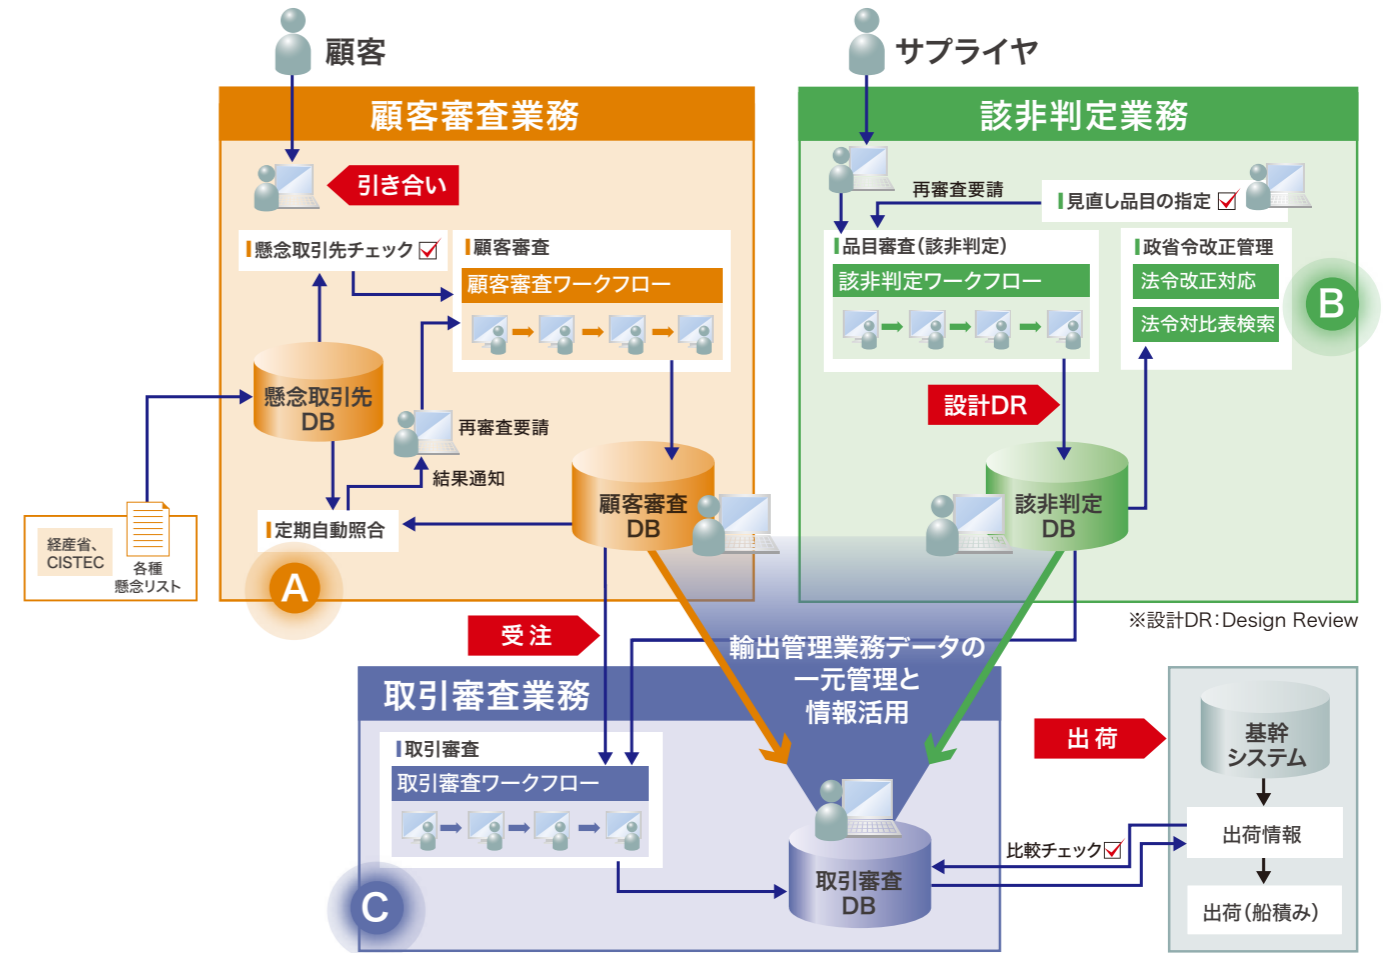 顧客
サプライヤ
顧客審査業務
引き合い
懸念取引先チェック
顧客審査
顧客審査ワークフロー
懸念取引先
DB
再審査要請
結果通知
定期自動照合
顧客審査
DB
経産省、
CISTEC
各種
懸念リスト
A
該非判定業務
再審査要請
見直し品目の指定
品目審査(該非判定)
該非判定ワークフロー
政省令改正管理
法令改正対応
法令対比表検索
B
設計DR
該非判定
DB
※設計DR:Design Review
受注
輸出管理業務データの
一元管理と
情報活用
取引審査業務
取引審査
取引審査ワークフロー
C
取引審査
DB
比較チェック
出荷
基幹
システム
出荷情報
出荷(船積み)